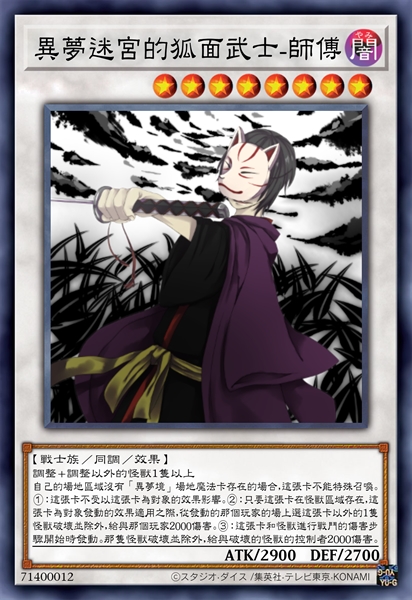 異夢迷宮的狐面武士-師傅
やみ
闇
【戰士族／同調／效果】
調整＋調整以外的怪獸1隻以上
自己的場地區域沒有「異夢境」場地魔法卡存在的場合，這張卡不能特殊召喚。
①：這張卡不受以這張卡為對象的效果影響。②：只要這張卡在怪獸區域存在，這
張卡為對象發動的效果適用之際，從發動的那個玩家的場上選這張卡以外的1隻
怪獸破壞並除外，給與那個玩家2000傷害。③：這張卡和怪獸進行戰鬥的傷害步
驟開始時發動。那隻怪獸破壞並除外，給與破壞的怪獸的控制者2000傷害。
ATK/2900 DEF/2700
71400012
©スタジオ・ダイス／集英社・テレビ東京・KONAMI
YU-G